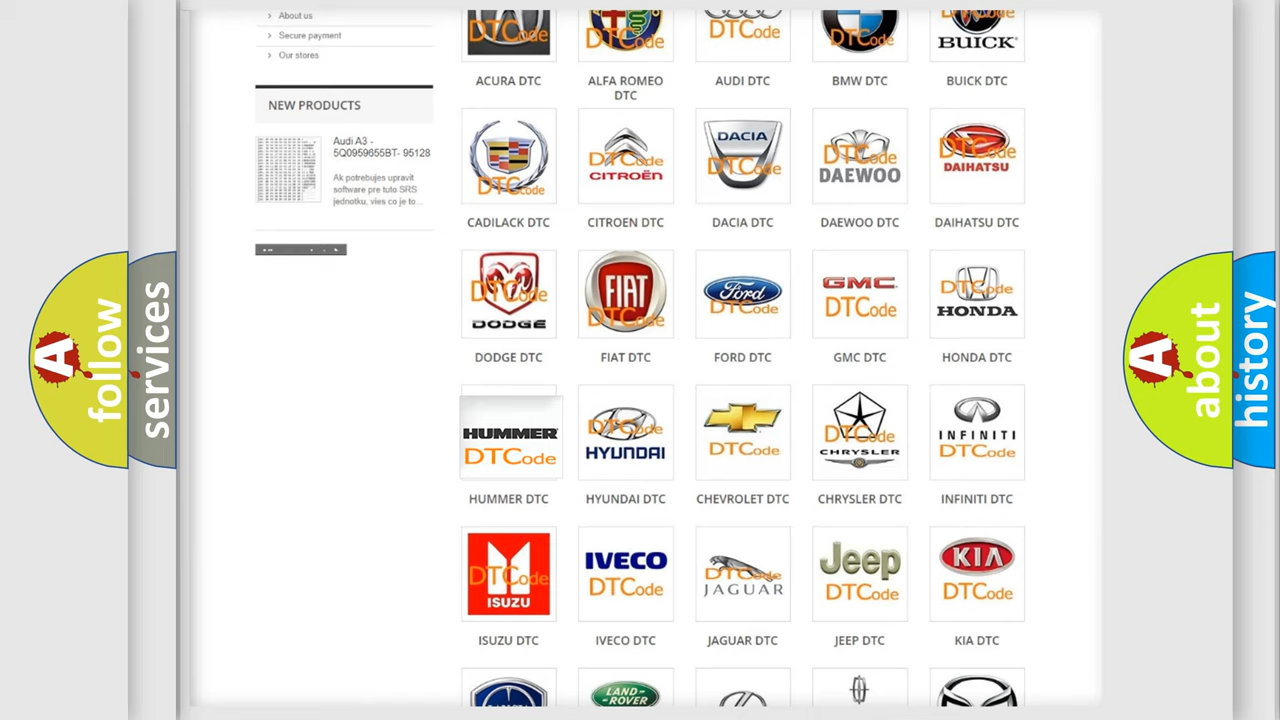 About us
Secure payment
Our stores
NEW PRODUCTS
Audi A3 -
5Q0959655BT- 95128
Ak potrebujes upravit
software pre tuto SRS
jednotku, vies co je to...
A follow
services
DTCode
DTCode
DTCode
DTCode
DTCode
BUICK
ACURA DTC
ALFA ROMEO
DTC
AUDI DTC
BMW DTC
BUICK DTC
DTCode
DTCode
CITROËN
DACIA
DTCode
DTCode
DAEWOO
DTCode
DAIHATSU
CADILACK DTC
CITROEN DTC
DACIA DTC
DAEWOO DTC
DAIHATSU DTC
DTCode
DODGE
FIAT
DTCode
Ford
DTCode
GMC
DTCode
DTCode
HONDA
DODGE DTC
FIAT DTC
FORD DTC
GMC DTC
HONDA DTC
HUMMER
DTCode
DTCode
HYUNDAI
DTCode
DTCode
CHRYSLER
INFINITI
DTCode
HUMMER DTC
HYUNDAI DTC
CHEVROLET DTC
CHRYSLER DTC
INFINITI DTC
DTCode
ISUZU
IVECO
DTCode
DTCode
JAGUAR
Jeep
DTCode
KIA
DTCode
ISUZU DTC
IVECO DTC
JAGUAR DTC
JEEP DTC
KIA DTC
LAND-
ROVER
A about
history